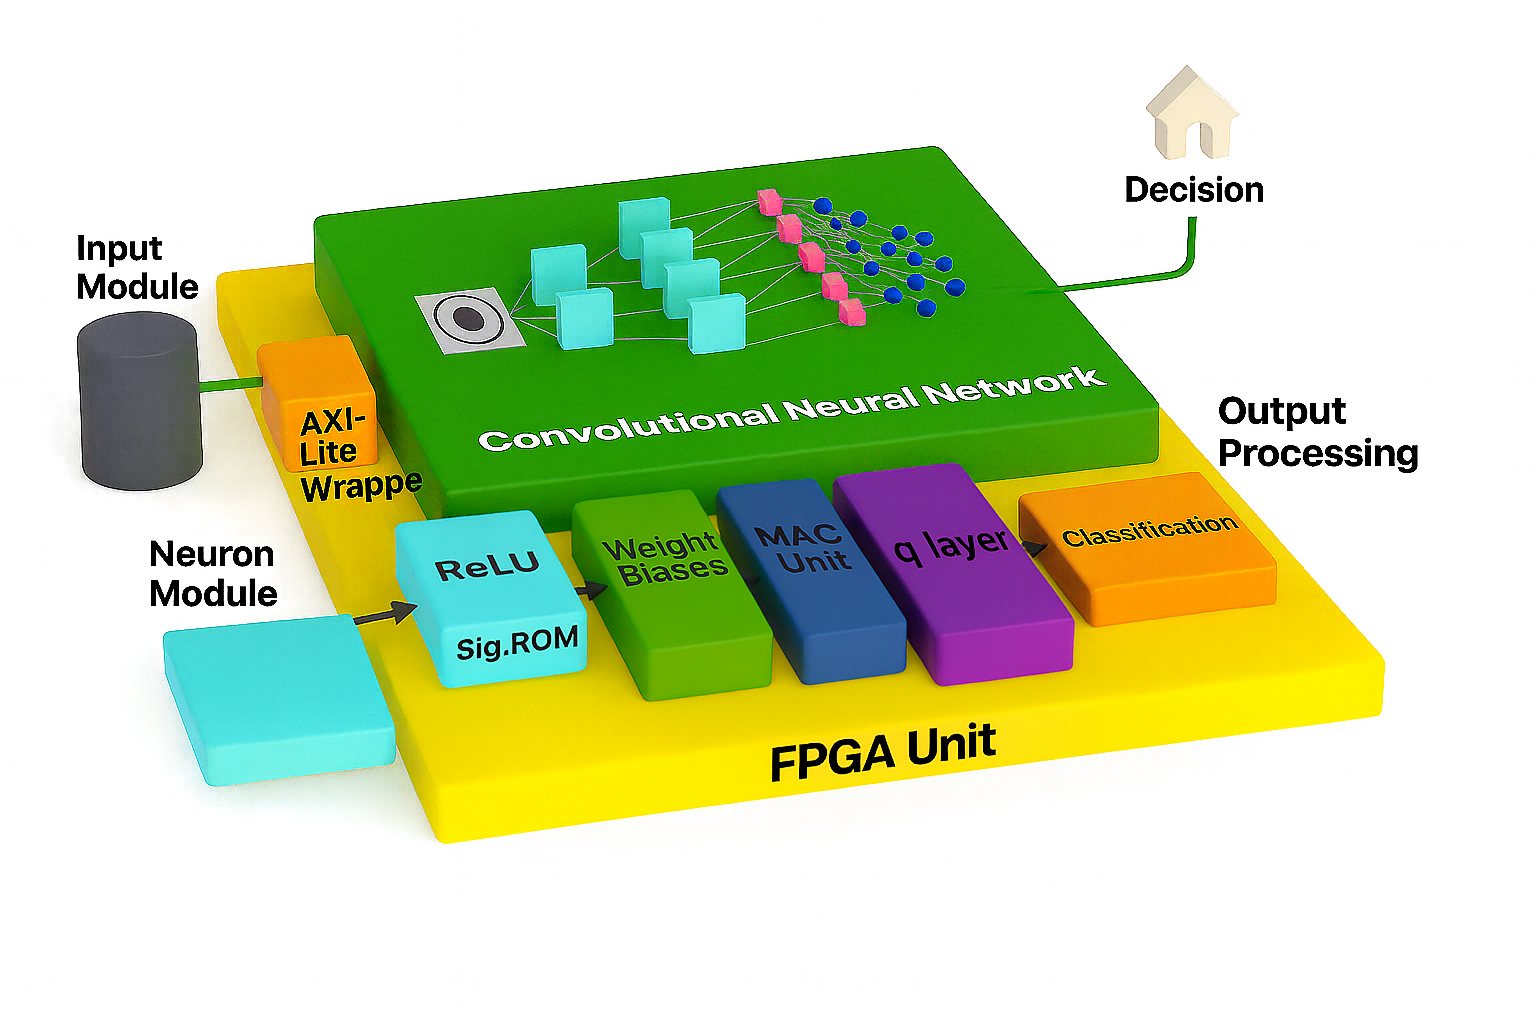 Decision
Input
Module
AXI-
Lite
Wrappe
Convolutional Neural Network
Output
Processing
Neuron
Module
ReLU
Sig.ROM
Weight
Biases
MAC
Unit
q layer
Classification
FPGA Unit